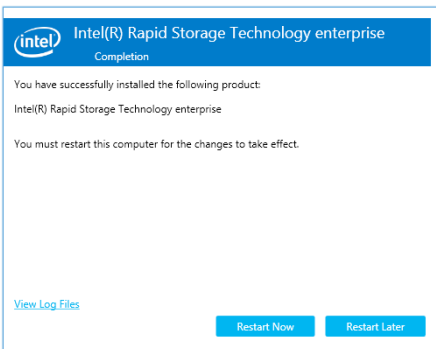 intel
Intel(R) Rapid Storage Technology enterprise
Completion
You have successfully installed the following product:
Intel(R) Rapid Storage Technology enterprise
You must restart this computer for the changes to take effect.
View Log Files
Restart Now
Restart Later